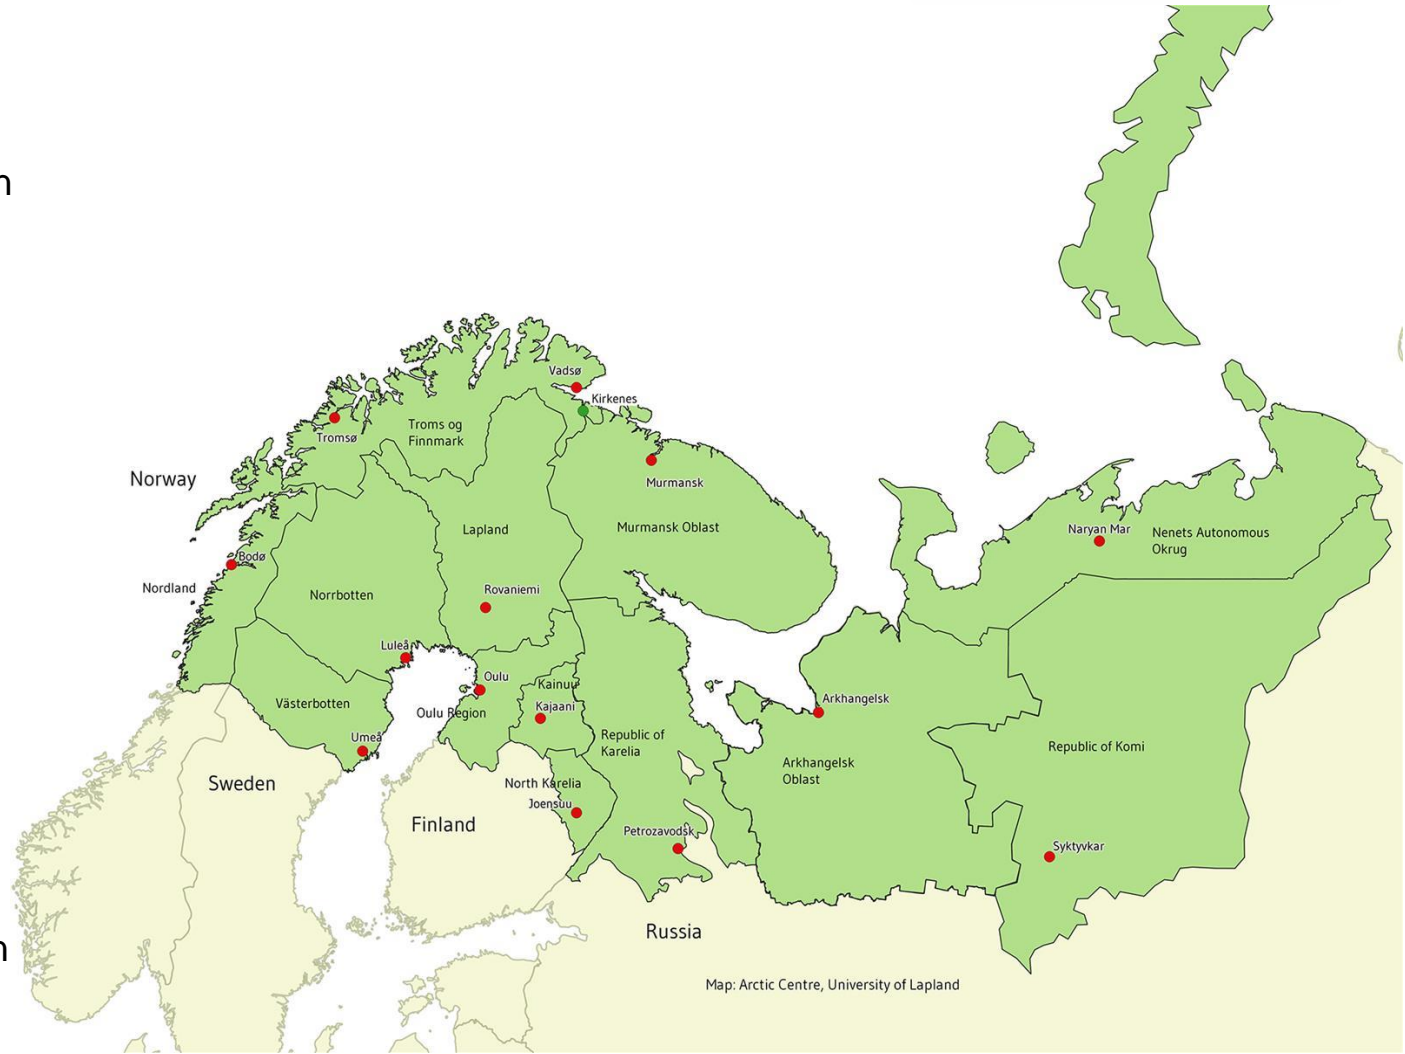 n
Vadsø
Kirkenes
Troms og
Finnmark
Tromsø
Norway
Murmansk
Lapland
Murmansk Oblast
Naryan Mar
Nenets Autonomous
Okrug
Bodø
Nordland
Rovaniemi
Norrbotten
Luleå
Oulu
Kainuu
Västerbotten
Kajaani
Oulu Region
Arkhangelsk
Umeå
Republic of
Karelia
Republic of Komi
Arkhangelsk
Oblast
Sweden
North Karelia
Joensuu
Finland
Petrozavodsk
Syktyvkar
Russia
n
Map: Arctic Centre, University of Lapland